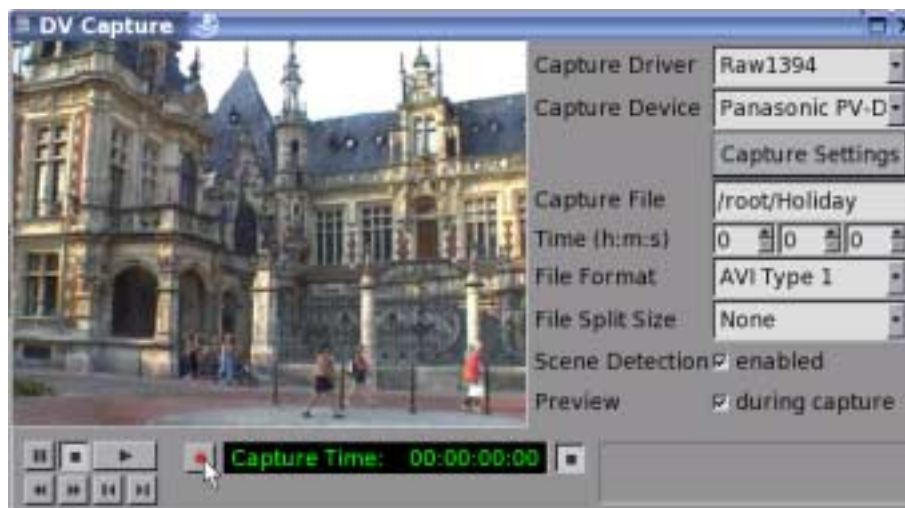 DV Capture
Capture Driver Raw1394
Capture Device Panasonic PV-D
Capture Settings
Capture File /root/Holiday
Time (h:m:s) 0 0 0
File Format AVI Type 1
File Split Size None
Scene Detection enabled
Preview during capture
Capture Time: 00:00:00:00